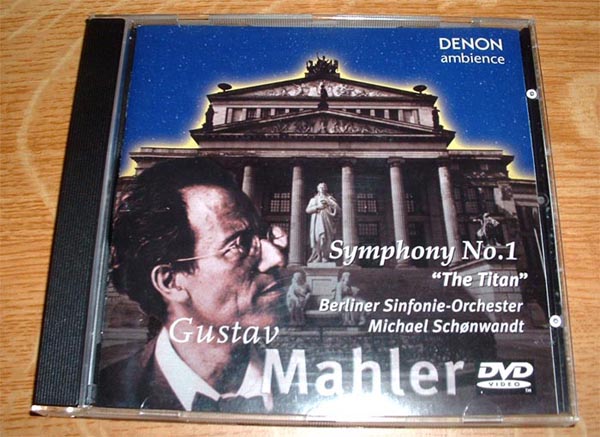 DENON
ambience
Symphony No.1
"The Titan"
Berliner Sinfonie-Orchester
Michael Schønwandt
Gustav
Mahler
DVD
VIDEO